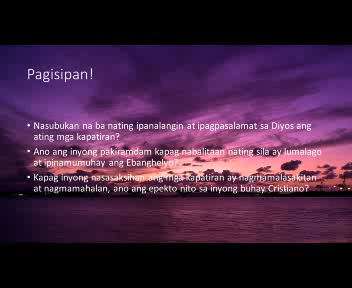 Pagisipan!
• Nasubukan na ba nating ipanalangin at ipagpasalamat sa Diyos ang
ating mga kapatiran?
• Ano ang inyong pakiramdam kapag nabalitaan nating sila ay lumalago
at ipinamumuhay ang Ebanghelyo?
• Kapag inyong nasasaksihan ang mga kapatiran ay nagmamalasakitan
at nagmamahalan, ano ang epekto nito sa inyong buhay Cristiano?